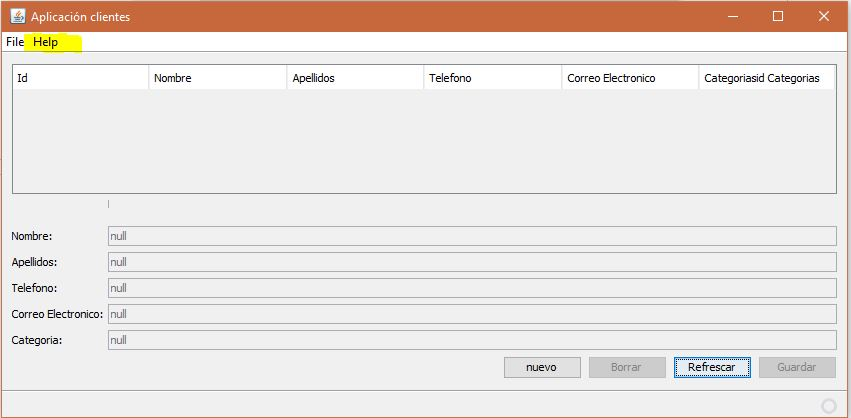 Aplicación clientes
File Help
Id Nombre Apellidos Telefono Correo Electronico Categoriasid Categorias
Nombre: null
Apellidos: null
Telefono: null
Correo Electronico: null
Categoria: null
nuevo Borrar Refrescar Guardar